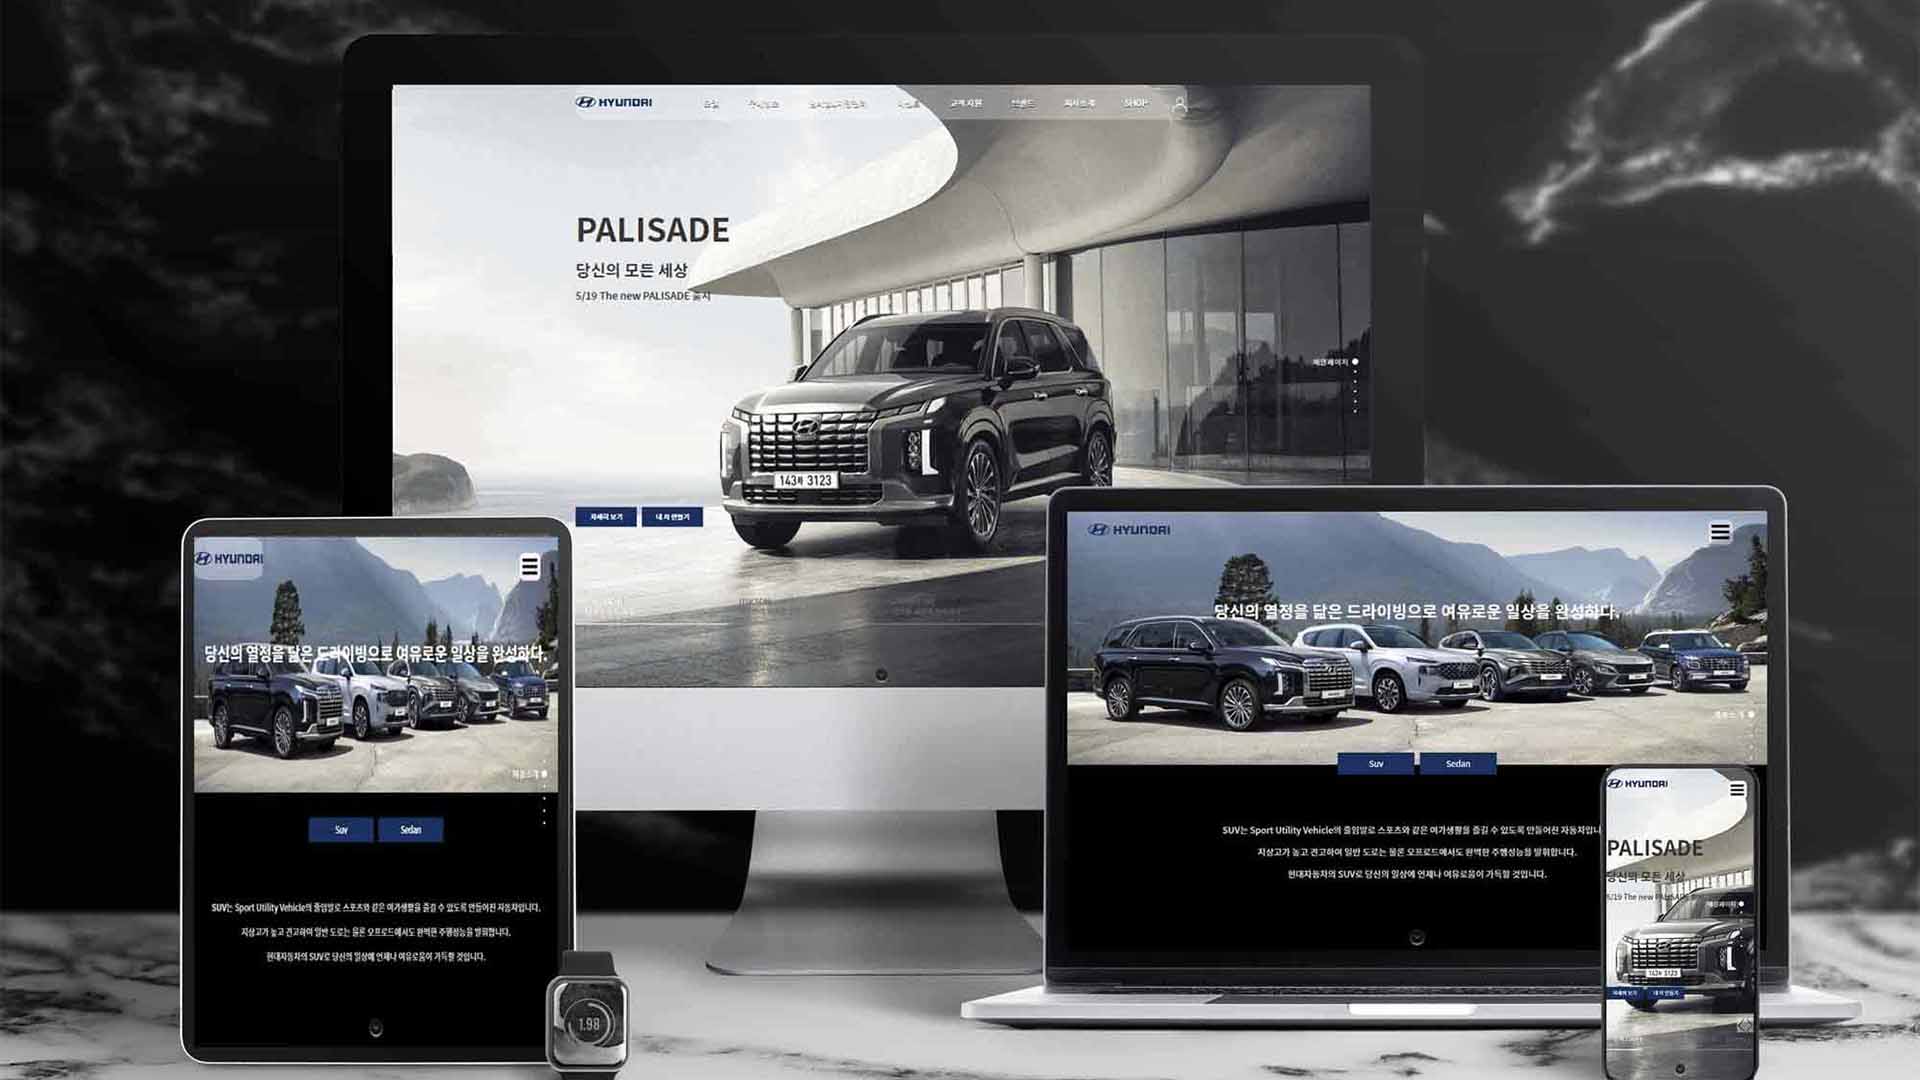 HYUNDAI
고객지원
SHOP
PALISADE
당신의 모든 세상
5/19 The new PALISADE 출시
메인페이지
143하 3123
자세히 보기
내 차 만들기
HYUNDAI
당신의 열정을 닮은 드라이빙으로 여유로운 일상을 완성하다.
제품소개
Suv
Sedan
SUV는 Sport Utility Vehicle의 줄임말로 스포츠와 같은 여가생활을 즐길 수 있도록 만들어진 자동차입니다.
지상고가 높고 견고하여 일반 도로는 물론 오프로드에서도 완벽한 주행성능을 발휘합니다.
현대자동차의 SUV로 당신의 일상에 언제나 여유로움이 가득할 것입니다.
1.98
HYUNDAI
당신의 열정을 닮은 드라이빙으로 여유로운 일상을 완성하다.
제품소개
Suv
Sedan
SUV는 Sport Utility Vehicle의 줄임말로 스포츠와 같은 여가생활을 즐길 수 있도록 만들어진 자동차입니
지상고가 높고 견고하여 일반 도로는 물론 오프로드에서도 완벽한 주행성능을 발휘합니다.
현대자동차의 SUV로 당신의 일상에 언제나 여유로움이 가득할 것입니다.
HYUNDAI
PALISADE
당신의 모든 세상
5/19 The new PALISADE
메인페이지
143하 3123
자세히 보기
내 차 만들기